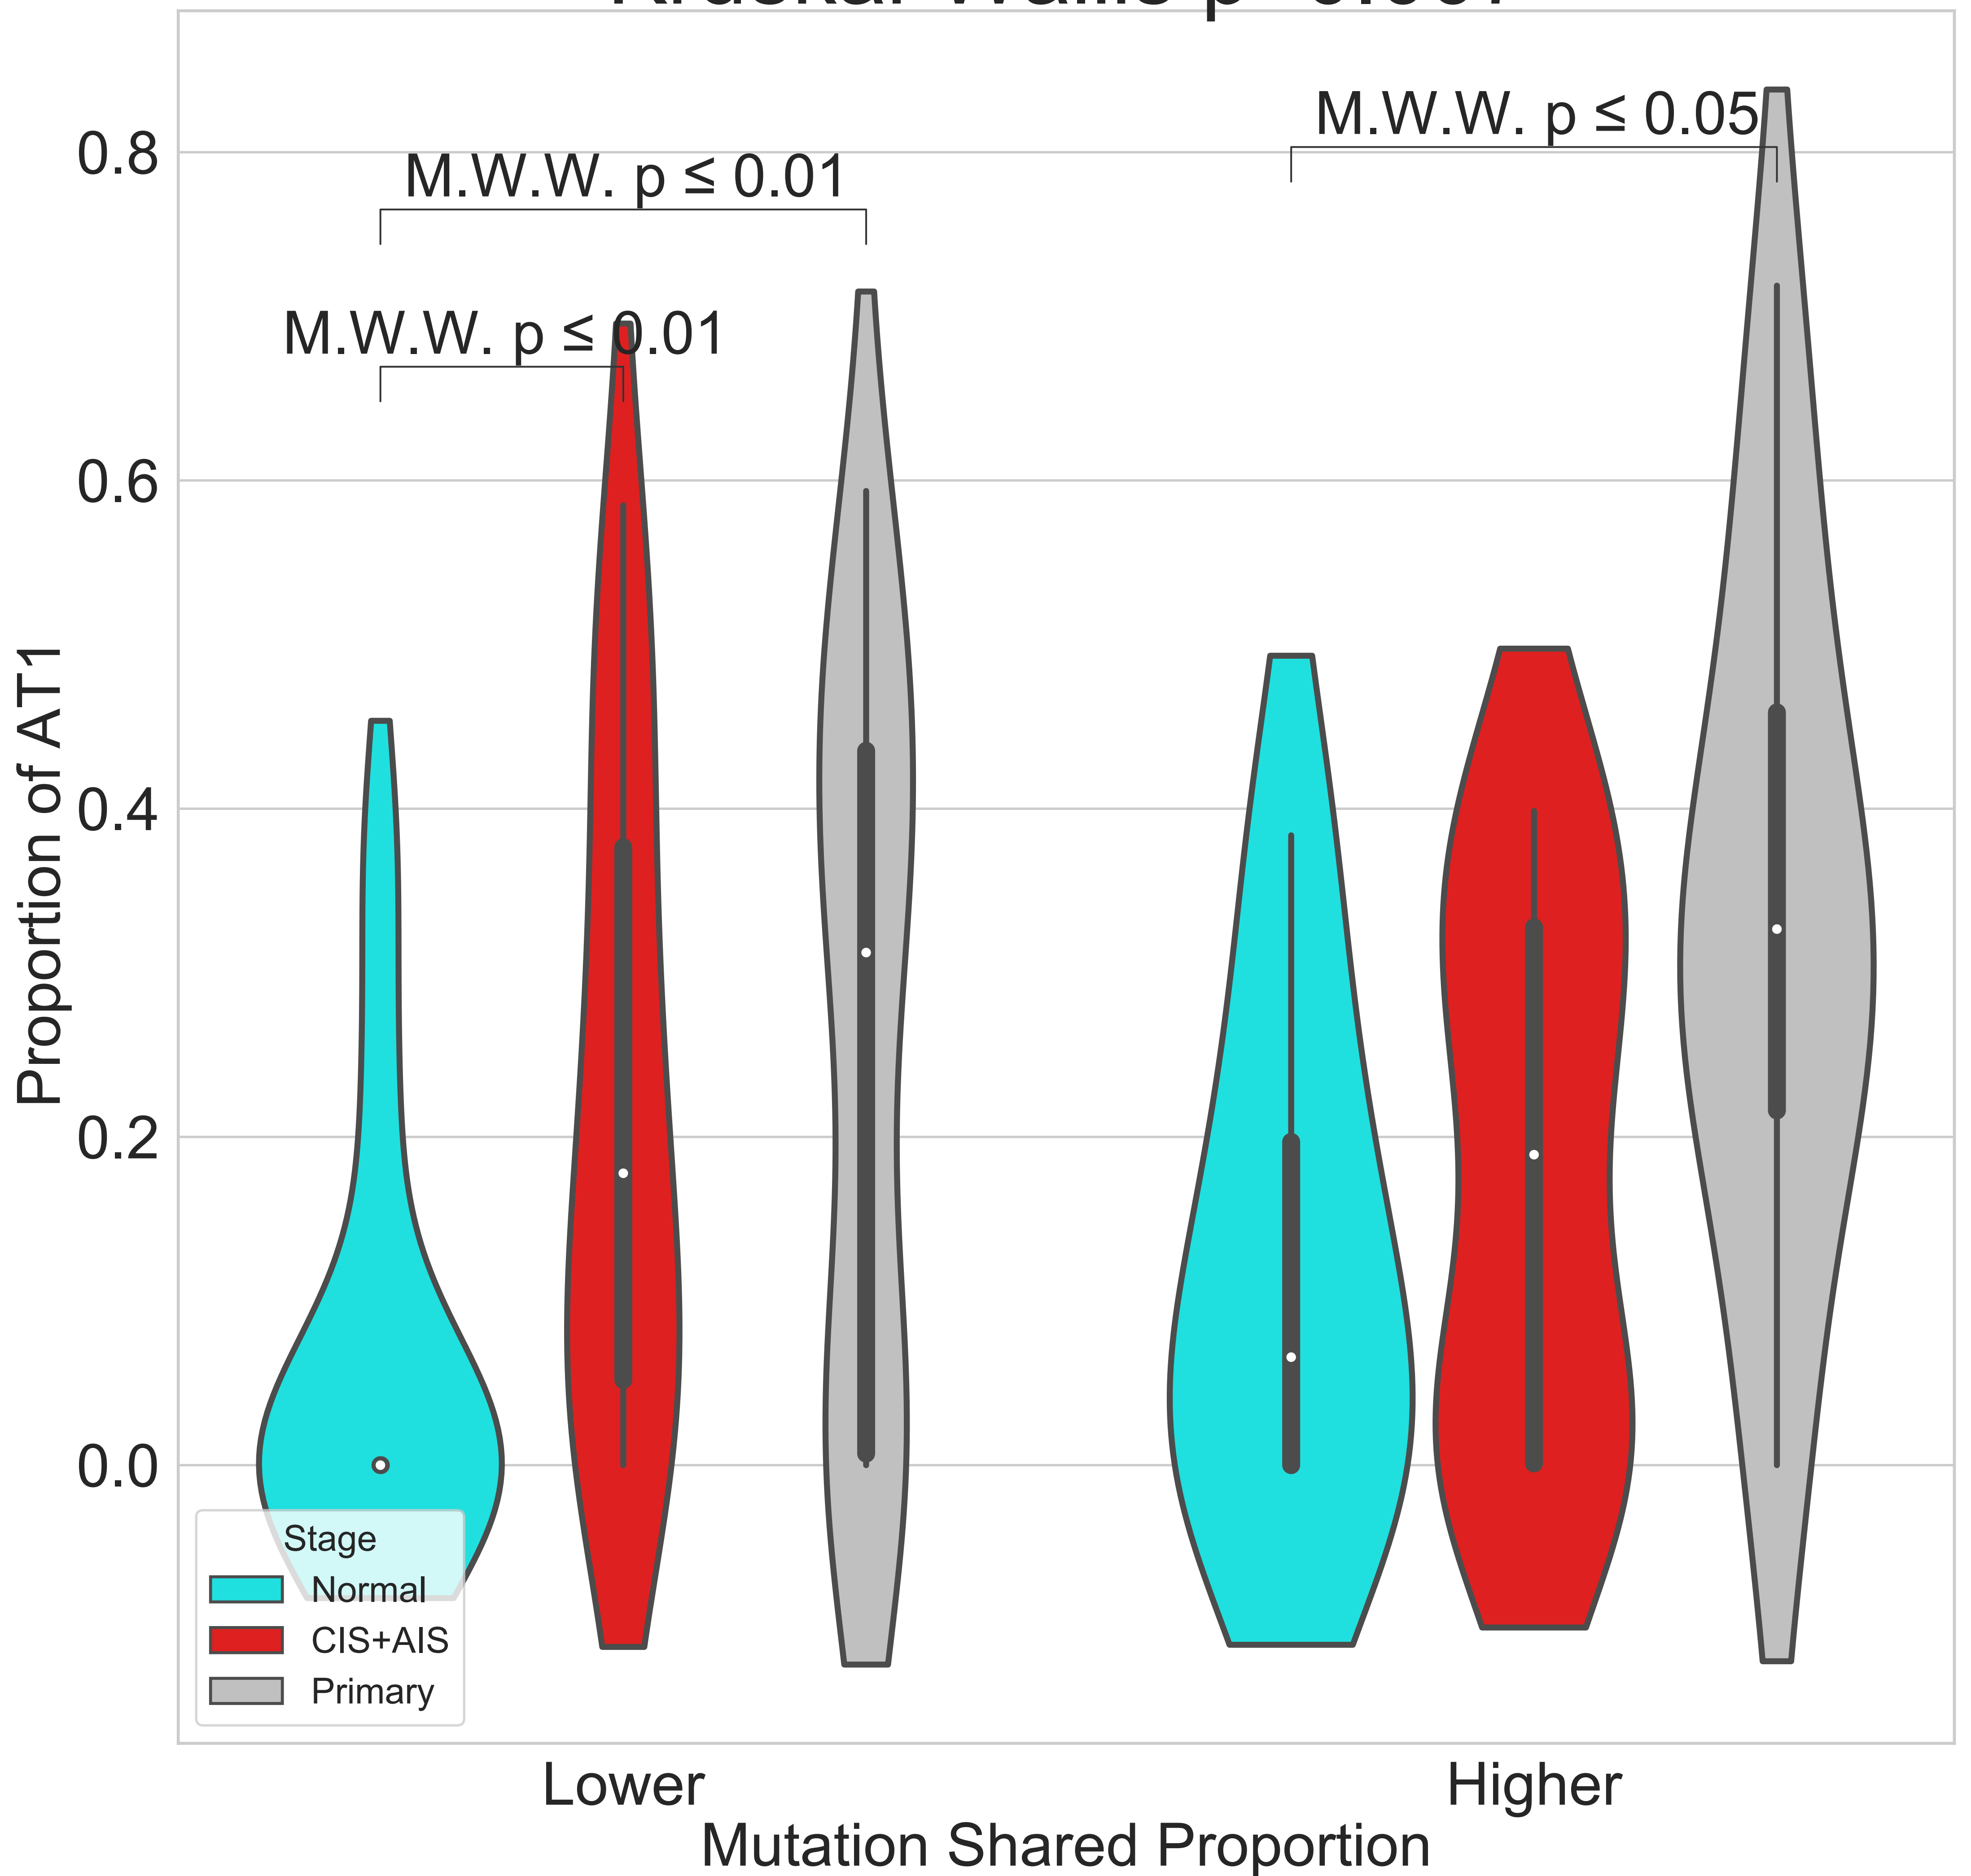 M.W.W. p ≤ 0.05
M.W.W. p ≤ 0.01
M.W.W. p ≤ 0.01
0.8
0.6
0.4
0.2
0.0
Proportion of AT1
Stage
Normal
CIS+AIS
Primary
Lower
Higher
Mutation Shared Proportion